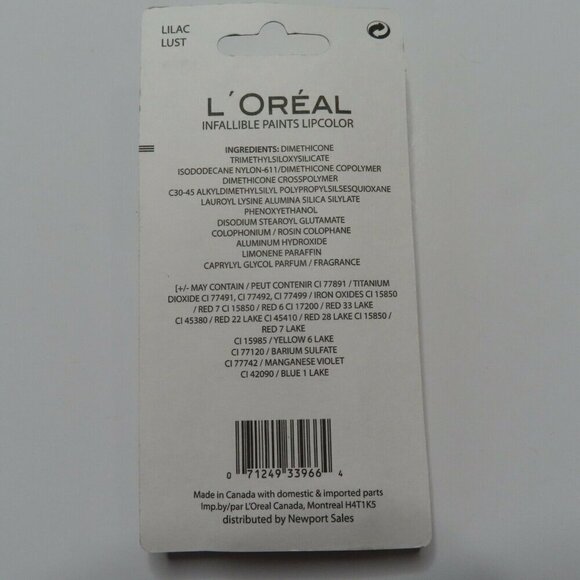 LILAC
LUST
L'ORÉAL
INFALLIBLE PAINTS LIPCOLOR
INGREDIENTS: DIMETHICONE
TRIMETHYLSILOXYSILICATE
ISODODECANE NYLON-611/DIMETHICONE COPOLYMER
DIMETHICONE CROSSPOLYMER
C30-45 ALKYLDIMETHYLSILYL POLYPROPYLSILSESQUIOXANE
LAUROYL LYSINE ALUMINA SILICA SILYLATE
PHENOXYETHANOL
DISODIUM STEAROYL GLUTAMATE
COLOPHONIUM / ROSIN COLOPHANE
ALUMINUM HYDROXIDE
LIMONENE PARAFFIN
CAPRYLYL GLYCOL PARFUM / FRAGRANCE
[+/- MAY CONTAIN / PEUT CONTENIR CI 77891 / TITANIUM
DIOXIDE CI 77491, CI 77492, CI 77499 / IRON OXIDES CI 15850
/ RED 7 CI 15850 / RED 6 CI 17200 / RED 33 LAKE
CI 45380 / RED 22 LAKE CI 45410 / RED 28 LAKE CI 15850 /
RED 7 LAKE
CI 15985 / YELLOW 6 LAKE
CI 77120 / BARIUM SULFATE
CI 77742 / MANGANESE VIOLET
CI 42090 / BLUE 1 LAKE
0 71249 33966 4
Made in Canada with domestic & imported parts
Imp.by/par L'Oreal Canada, Montreal H4T1K5
distributed by Newport Sales